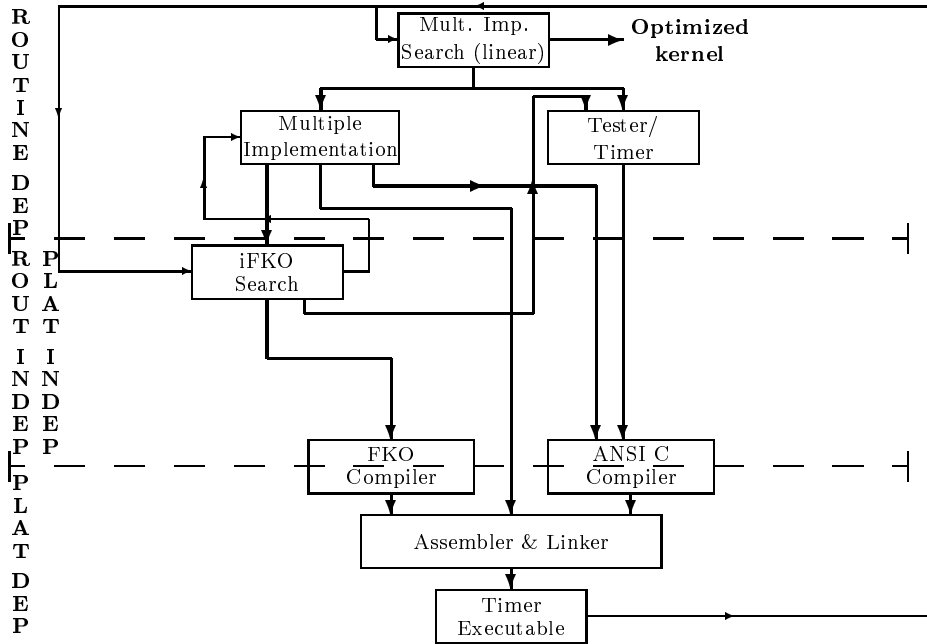 Mult. Imp.
Search (linear)
Optimized
kernel
Multiple
Implementation
Tester/
Timer
iFKO
Search
FKO
Compiler
ANSI C
Compiler
Assembler & Linker
Timer
Executable
ROUTINE DEP
ROUT INDEP
PLAT INDEP
PLAT DEP